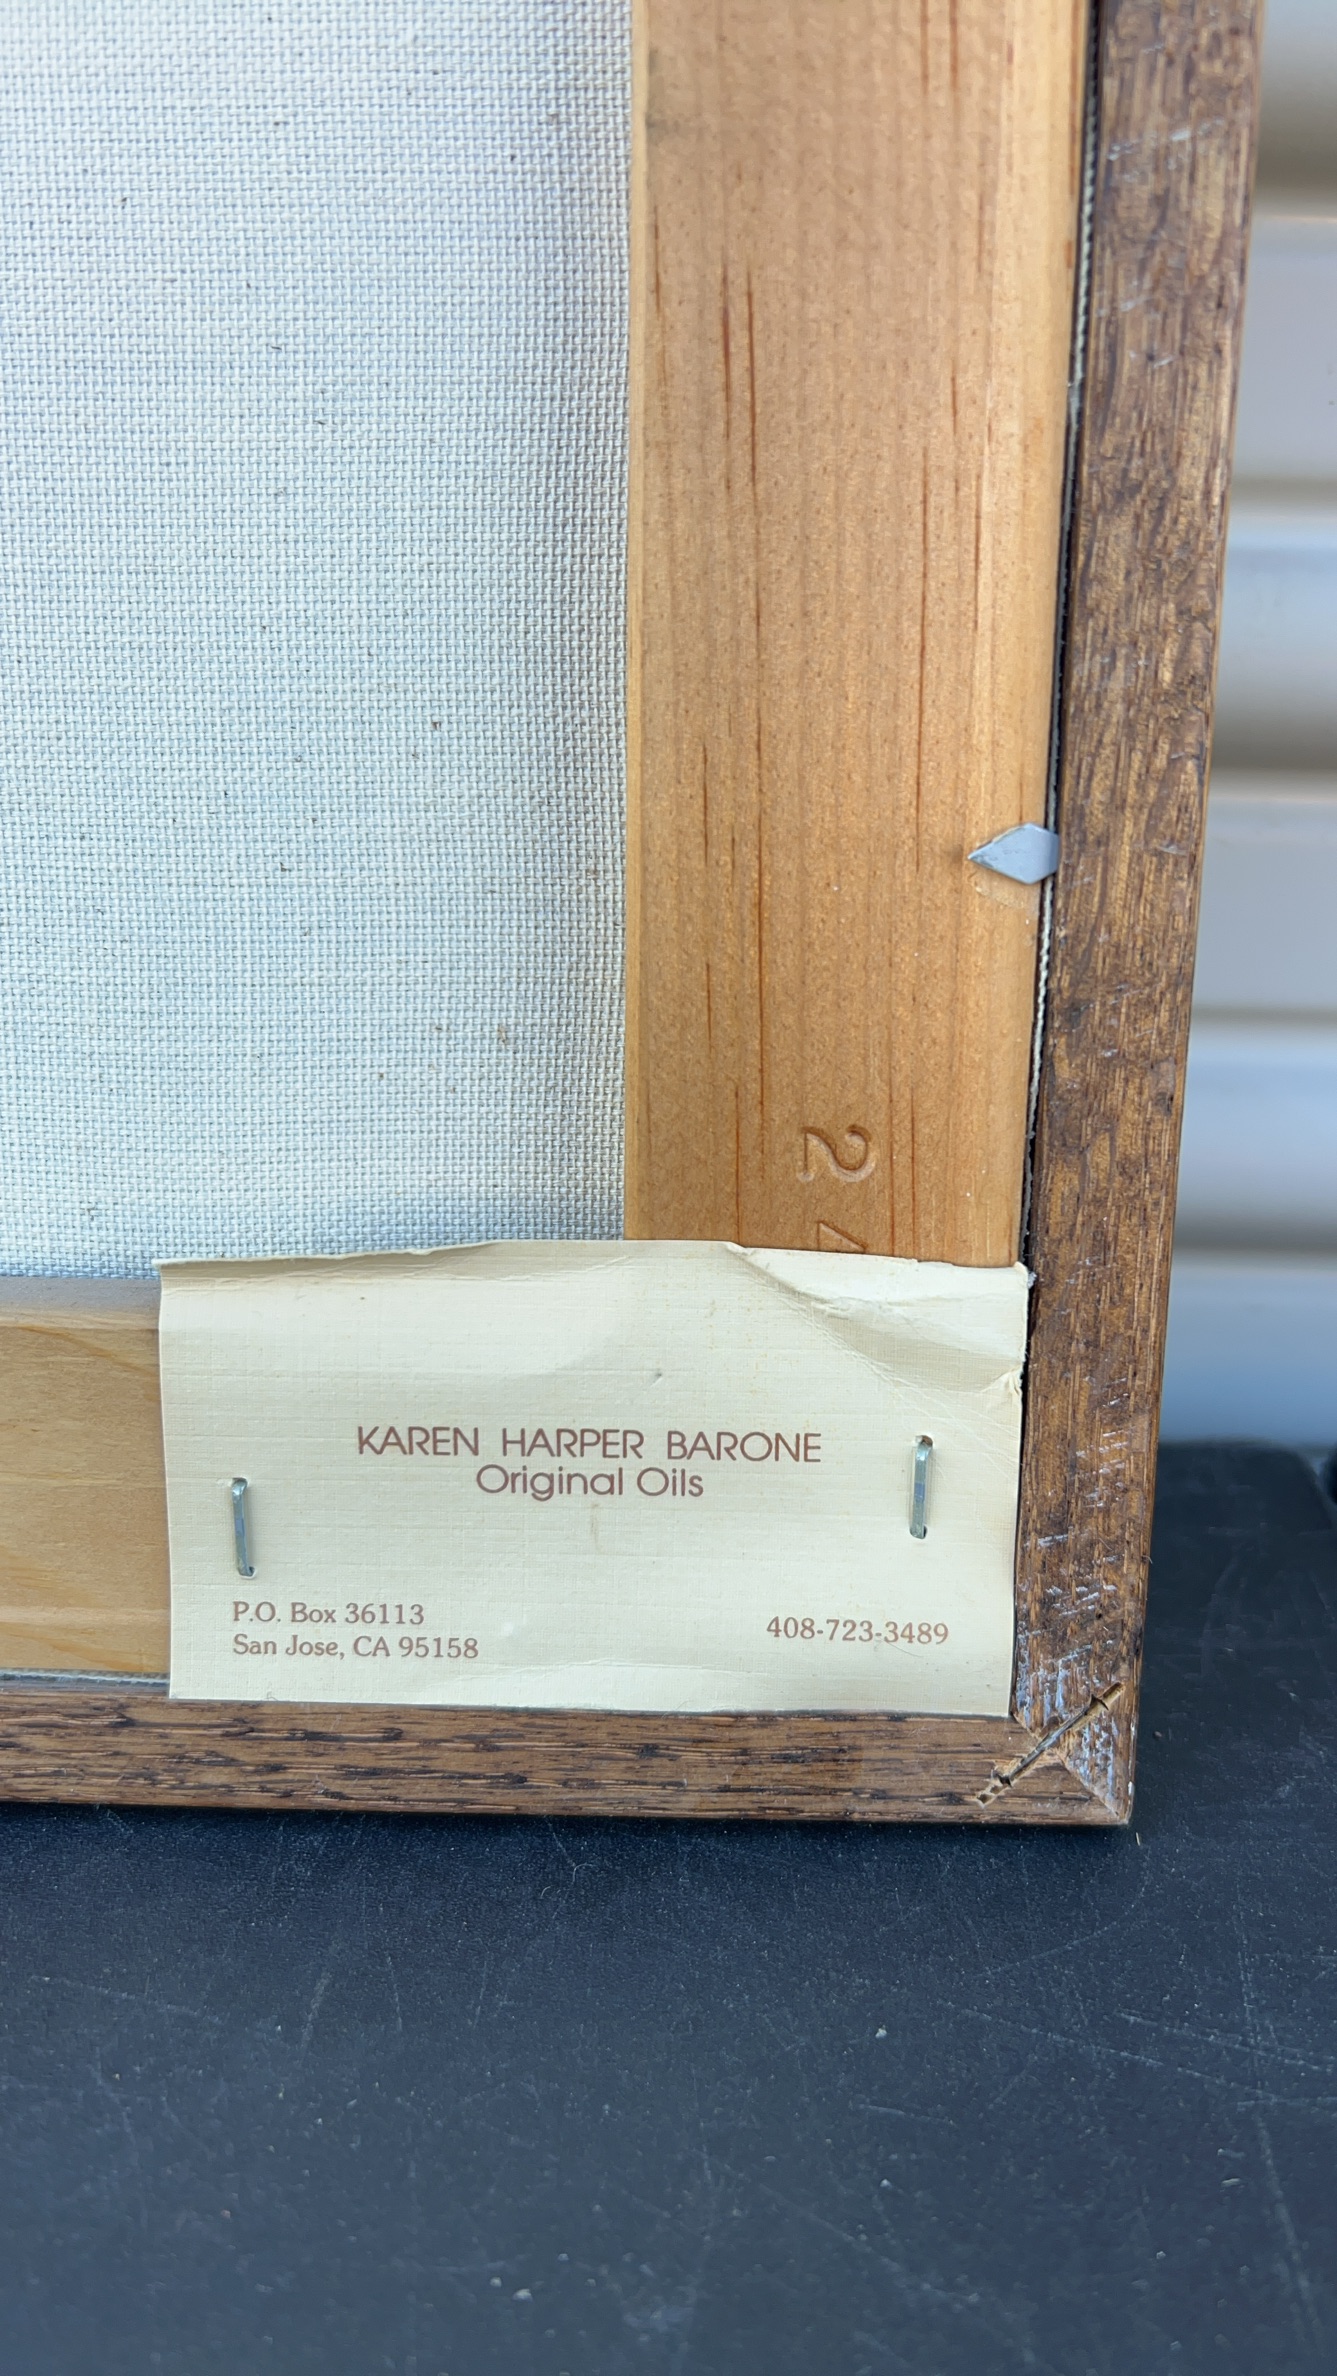 24
KAREN HARPER BARONE
Original Oils
P.O. Box 36113
San Jose, CA 95158
408-723-3489